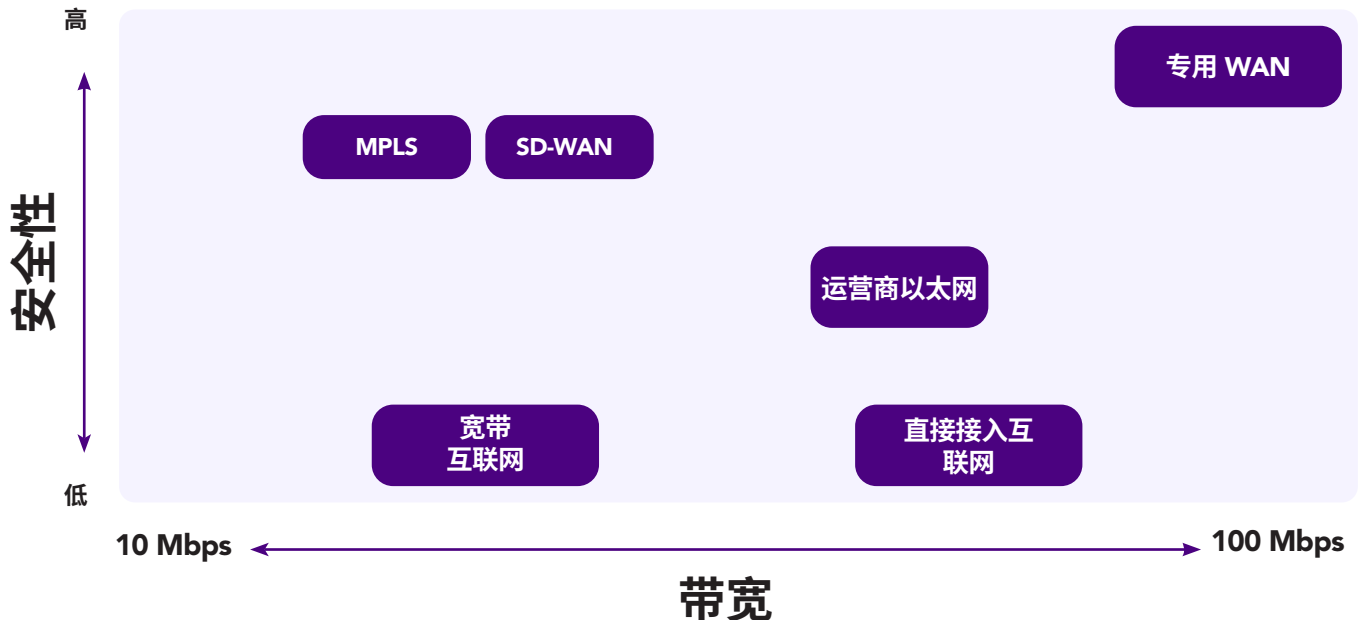 高
专用 WAN
MPLS
SD-WAN
安全性
运营商以太网
宽带
互联网
直接接入互
联网
低
10 Mbps
100 Mbps
带宽